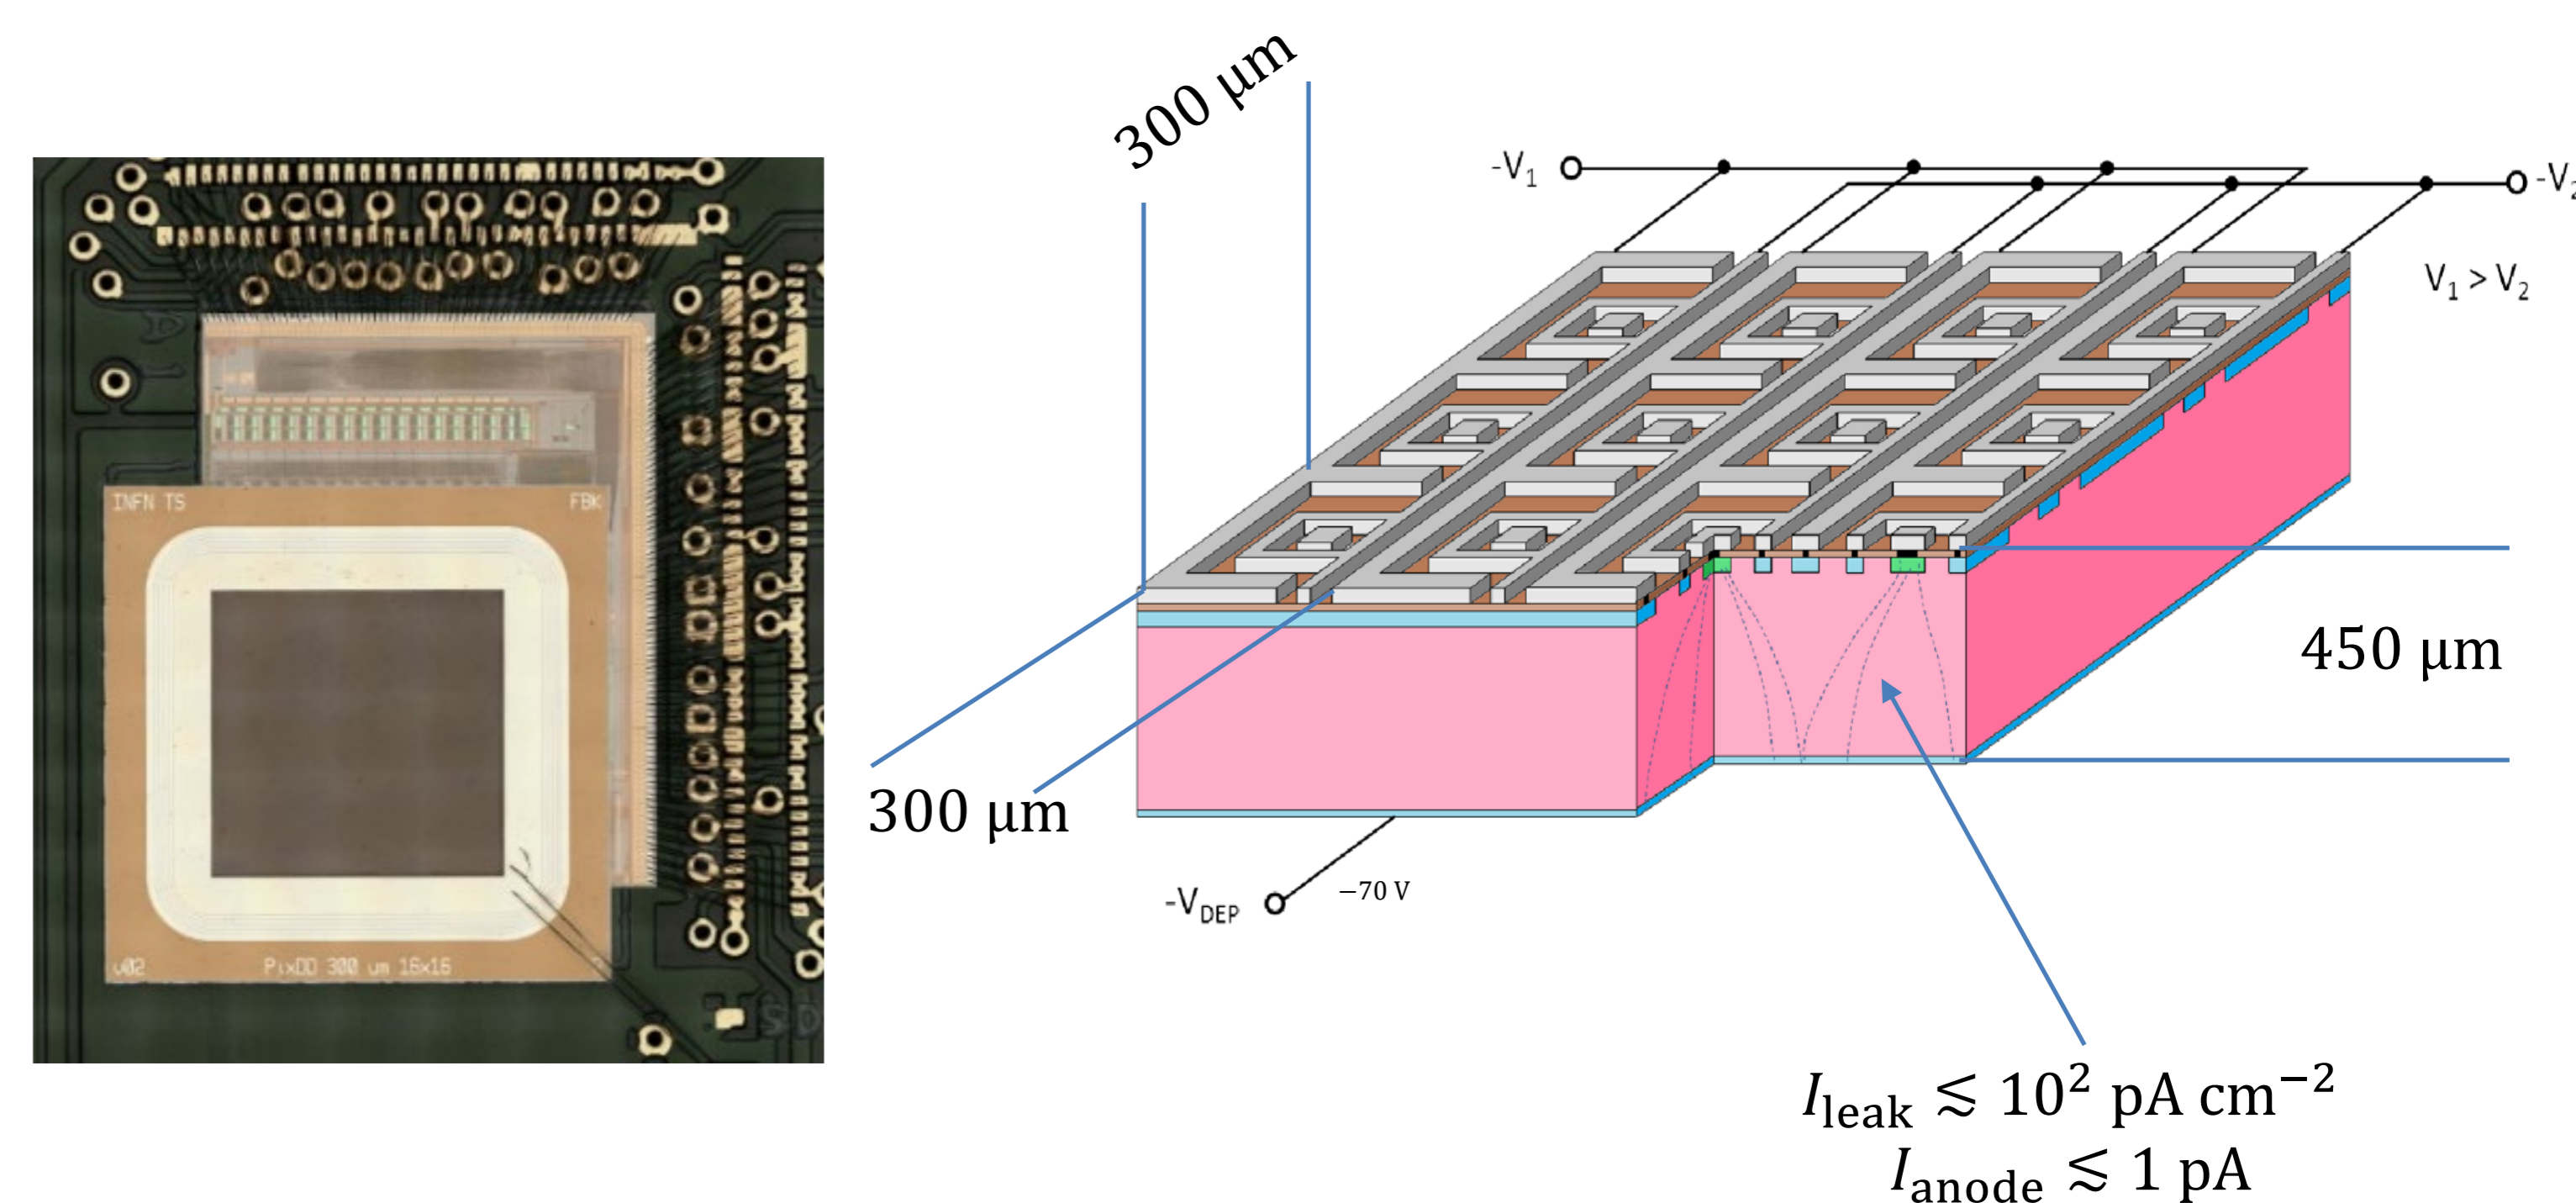 INFN TS
FBK
v02
PixDD 300 um 16x16
300 μm
-V1
-V2
V1 > V2
450 μm
300 μm
-VDEP
−70 V
Ileak ≲ 10² pA cm⁻²
Ianode ≲ 1 pA